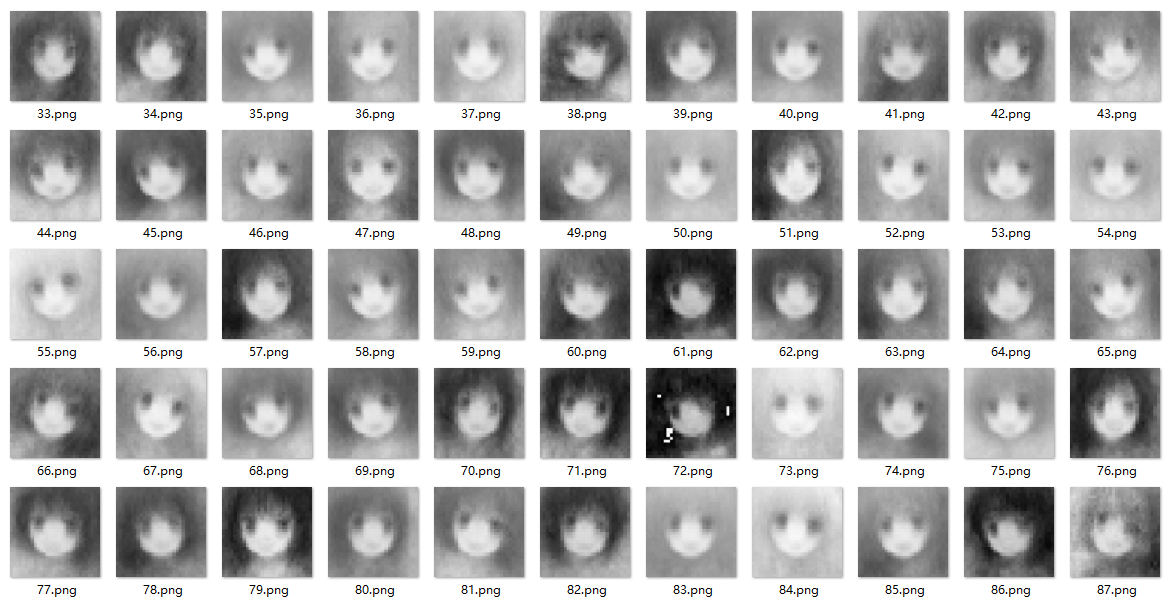 33.png 34.png 35.png 36.png 37.png 38.png 39.png 40.png 41.png 42.png 43.png
44.png 45.png 46.png 47.png 48.png 49.png 50.png 51.png 52.png 53.png 54.png
55.png 56.png 57.png 58.png 59.png 60.png 61.png 62.png 63.png 64.png 65.png
66.png 67.png 68.png 69.png 70.png 71.png 72.png 73.png 74.png 75.png 76.png
77.png 78.png 79.png 80.png 81.png 82.png 83.png 84.png 85.png 86.png 87.png